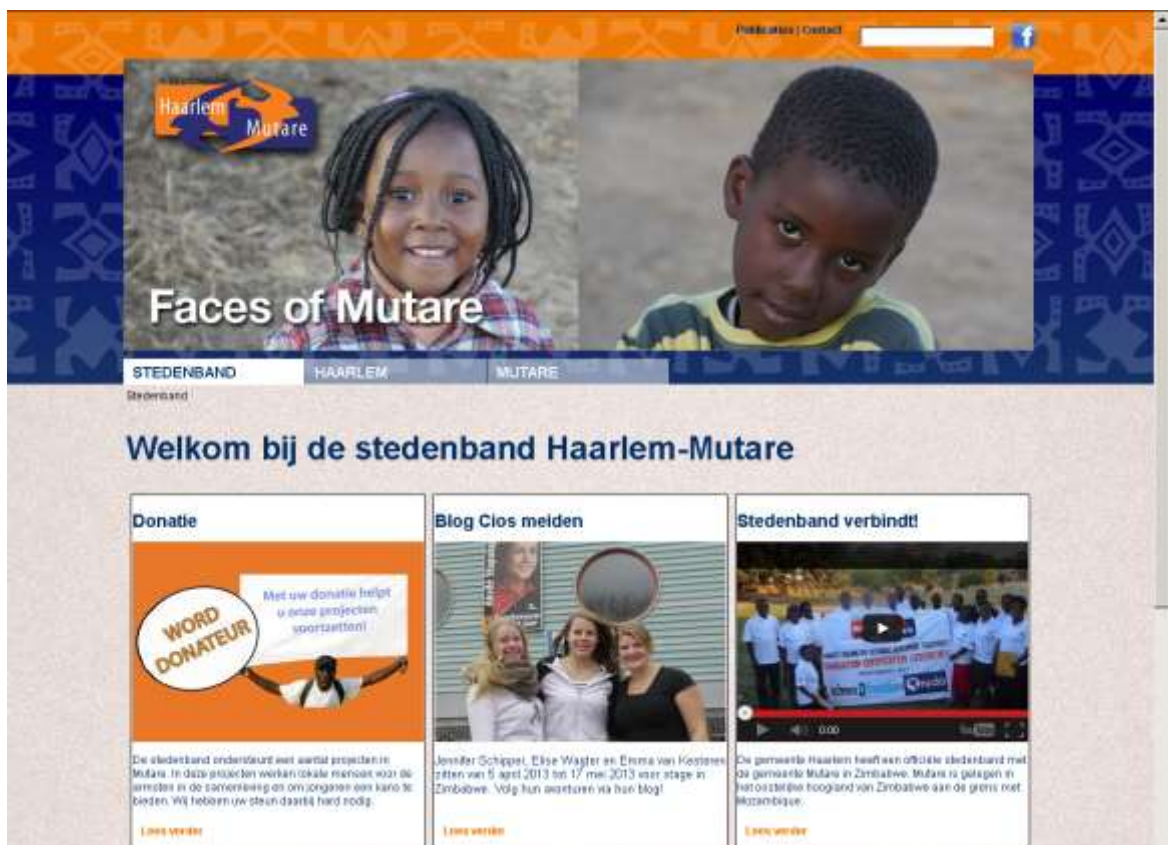 Publicaties | Contact
Haarlem
Mutare
Faces of Mutare
STEDENBAND
HAARLEM
MUTARE
Stedenband
Welkom bij de stedenband Haarlem-Mutare
Donatie
WORD
DONATEUR
Met uw donatie helpt
u onze projecten
voortzetten!
De stedenband ondersteunt een aantal projecten in
Mutare. In deze projecten werken lokale mensen voor de
armsten in de samenleving en om jongeren een kans te
bieden. Wij hebben uw steun daarbij hard nodig.
Lees verder
Blog Cios meiden
Jennifer Schipper, Elise Wagter en Emma van Kesteren
zitten van 5 april 2013 tot 17 mei 2013 voor stage in
Zimbabwe. Volg hun avonturen via hun blog!
Lees verder
Stedenband verbindt!
0:00
YouTube
De gemeente Haarlem heeft een officiële stedenband met
de gemeente Mutare in Zimbabwe. Mutare is gelegen in
het oostelijke hoogland van Zimbabwe aan de grens met
Mozambique.
Lees verder